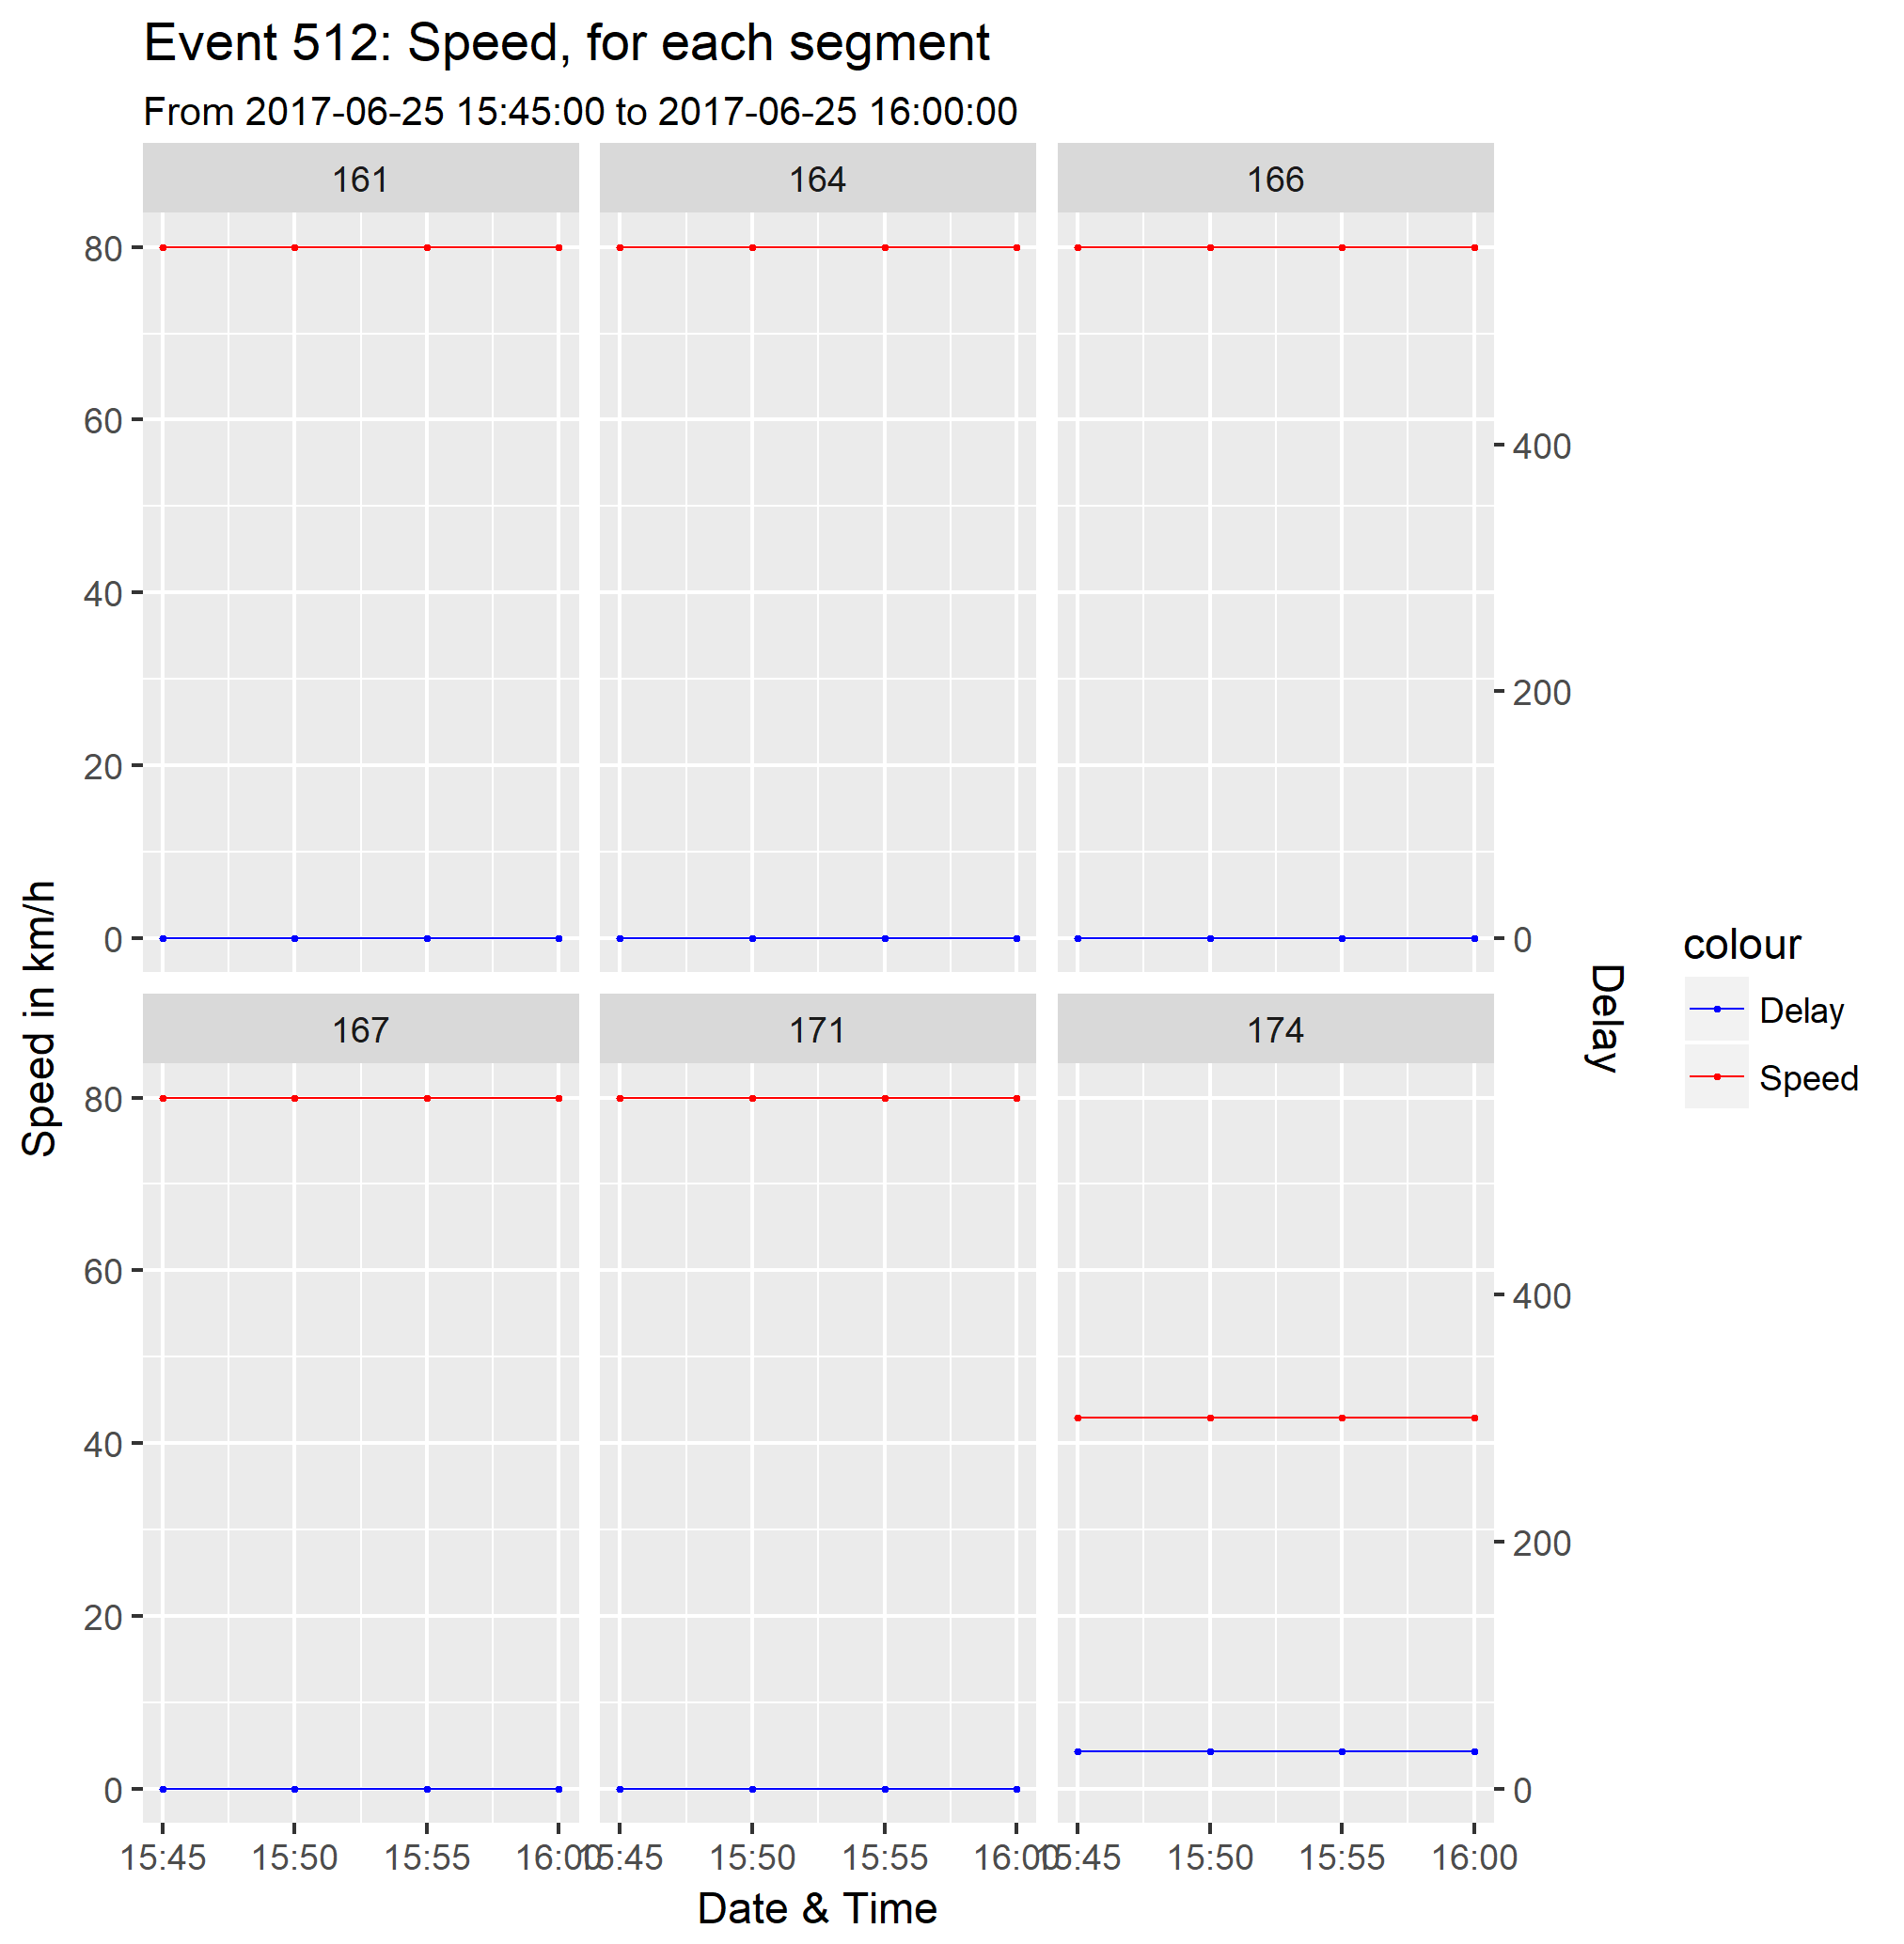 Event 512: Speed, for each segment
From 2017-06-25 15:45:00 to 2017-06-25 16:00:00
161 164 166
80
60
40
20
0
400
200
0
167 171 174
80
60
40
20
0
400
200
0
15:45 15:50 15:55 16:00 15:45 15:50 15:55 16:00 15:45 15:50 15:55 16:00
Date & Time
Speed in km/h
Delay
colour
Delay
Speed